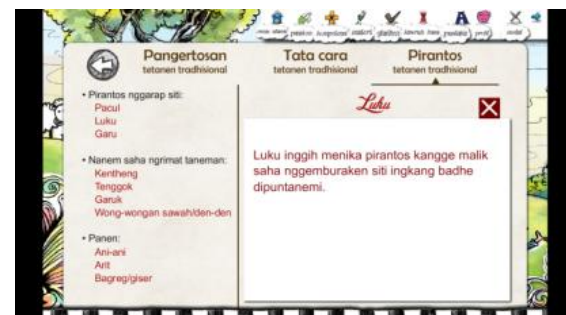 Pangertosan
tetanen tradhisional
Tata cara
tetanen tradhisional
Pirantos
tetanen tradhisional
• Pirantos nggarap siti:
Pacul
Luku
Garu
• Nanem saha ngrimat taneman:
Kentheng
Tenggok
Garuk
Wong-wongan sawah/den-den
• Panen:
Ani-ani
Arit
Bagreg/giser
Luku
Luku inggih menika pirantos kangge malik
saha nggemburaken siti ingkang badhe
dipuntanemi.